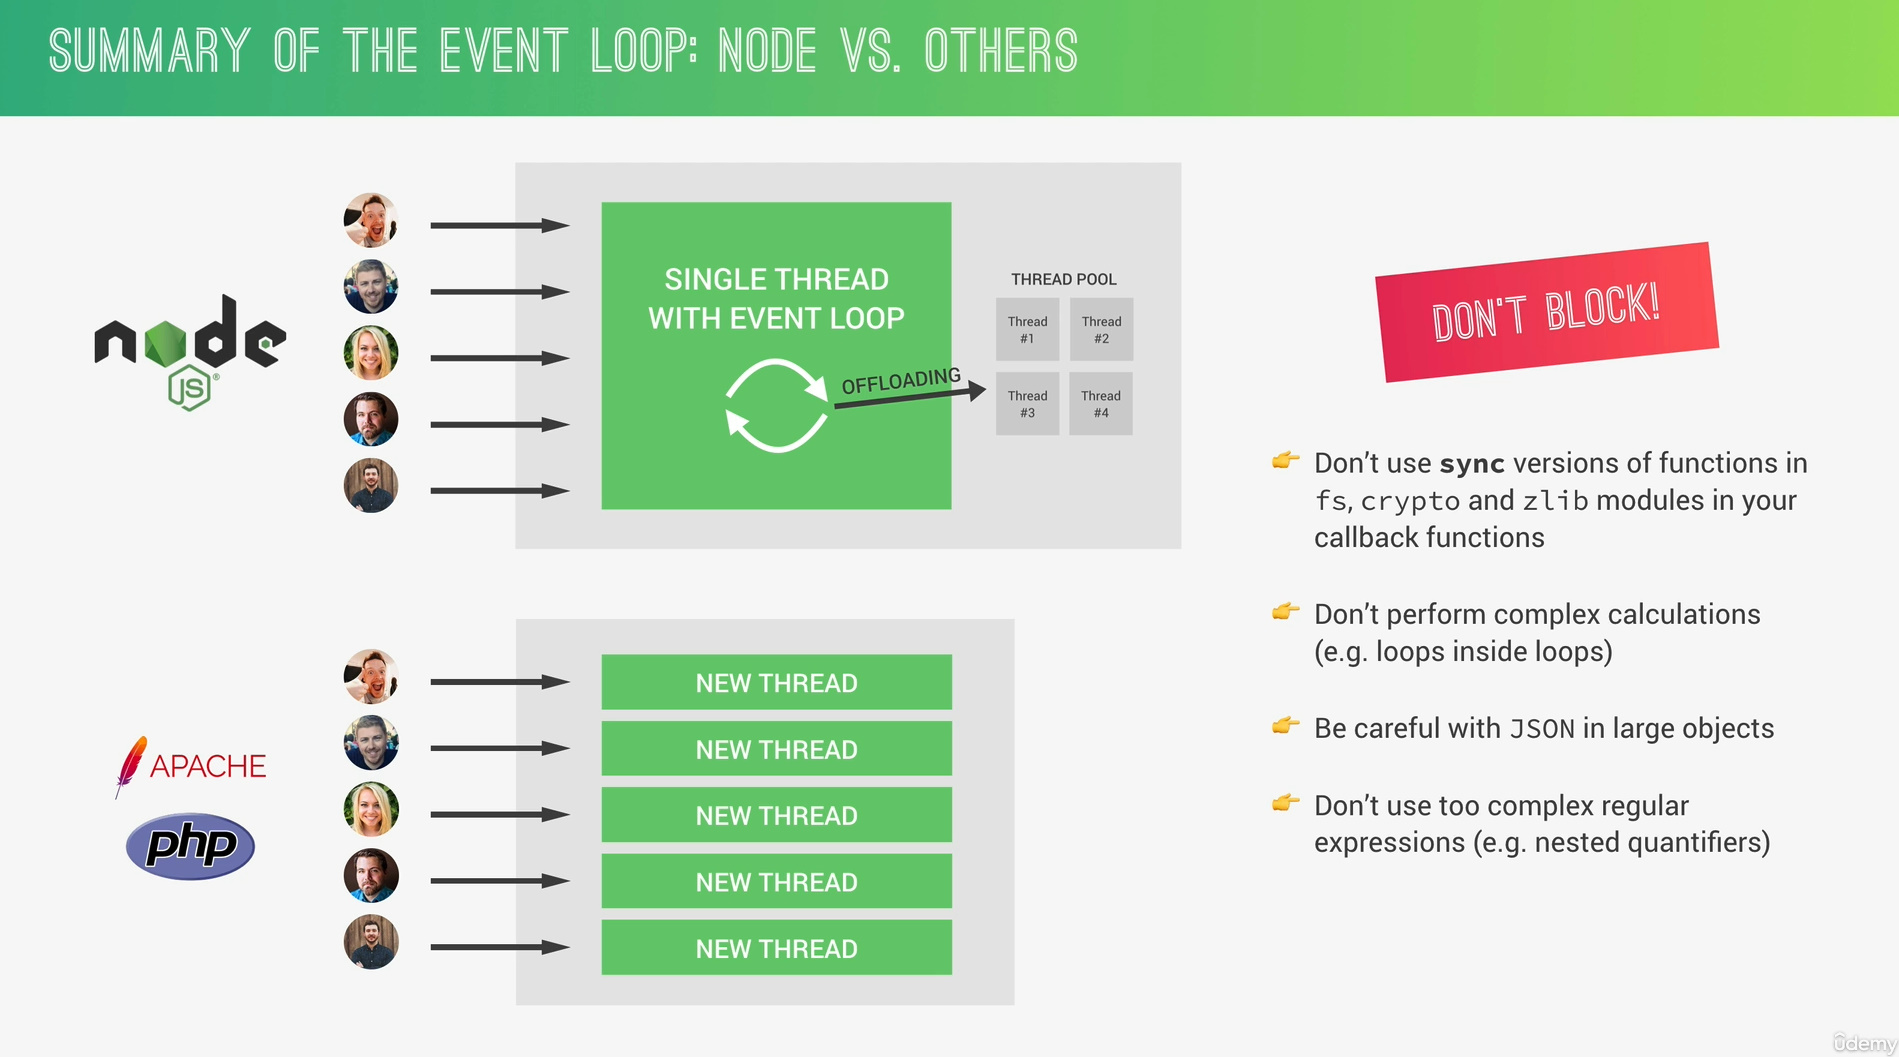 SUMMARY OF THE EVENT LOOP: NODE VS. OTHERS
node
JS®
SINGLE THREAD
WITH EVENT LOOP
OFFLOADING
THREAD POOL
Thread
#1
Thread
#2
Thread
#3
Thread
#4
APACHE
php
NEW THREAD
NEW THREAD
NEW THREAD
NEW THREAD
NEW THREAD
DON'T BLOCK!
Don’t use sync versions of functions in
fs, crypto and zlib modules in your
callback functions
Don’t perform complex calculations
(e.g. loops inside loops)
Be careful with JSON in large objects
Don’t use too complex regular
expressions (e.g. nested quantifiers)
ûdemy